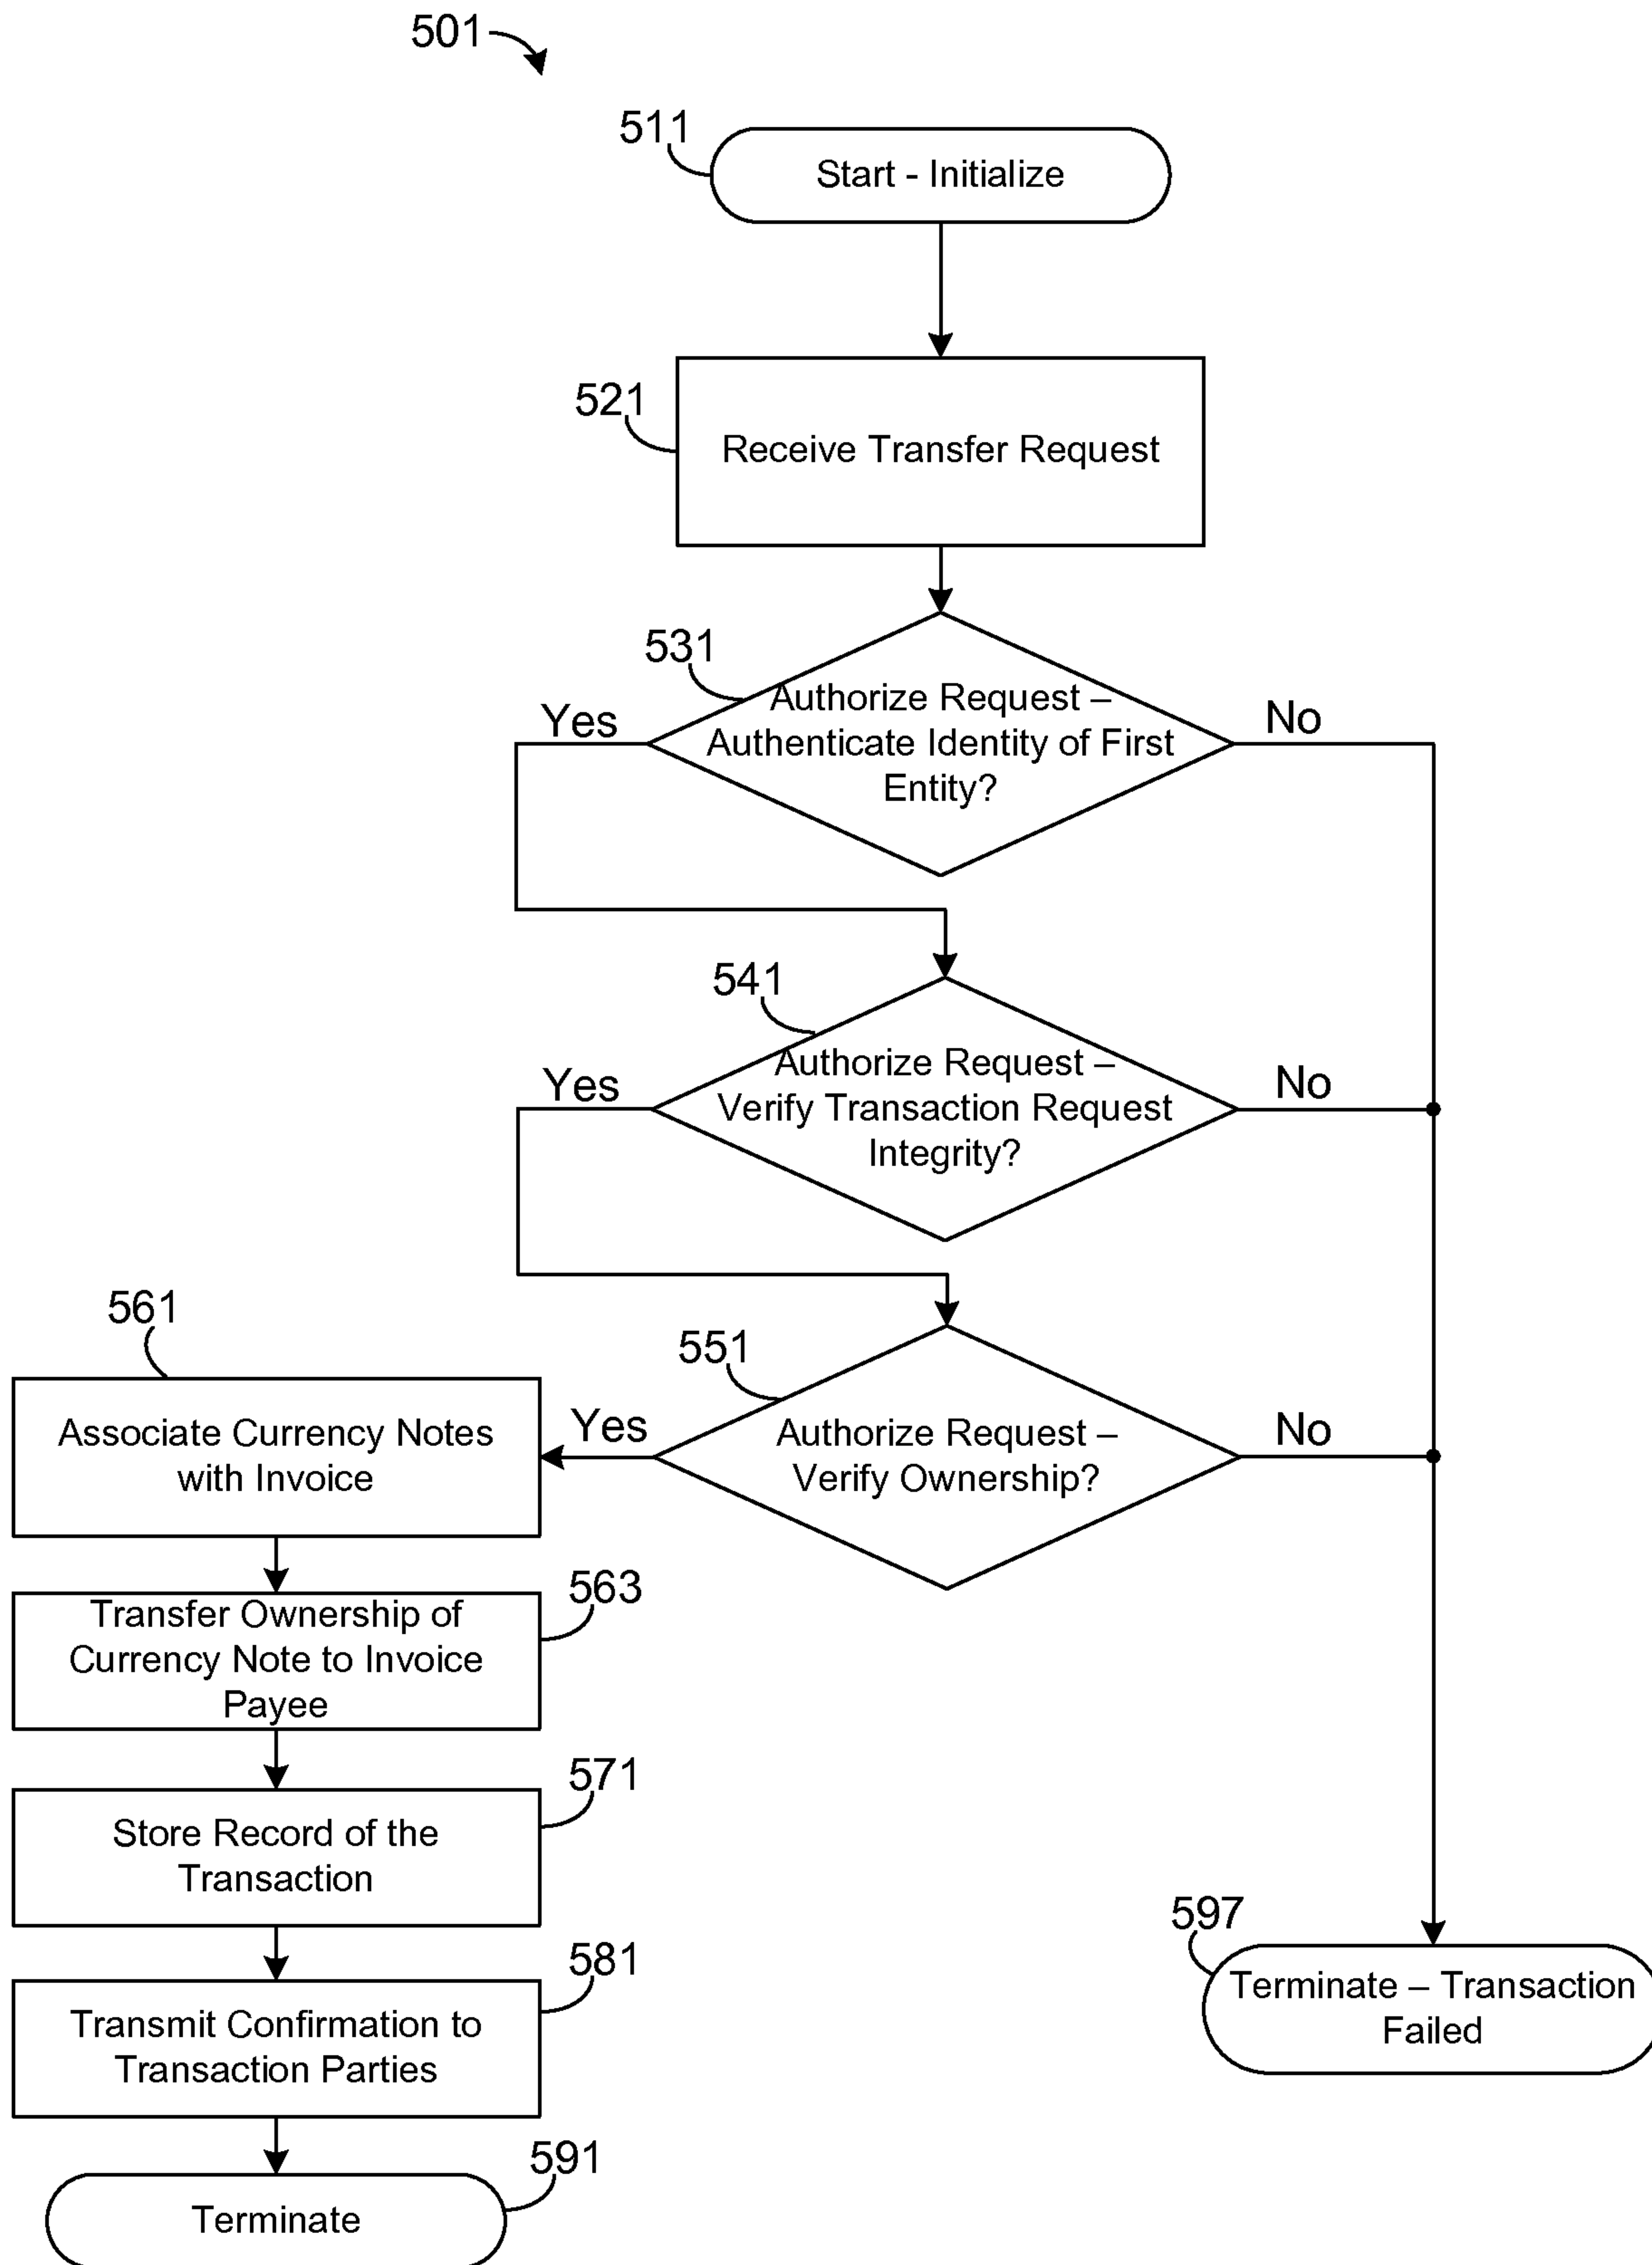 501
511
Start - Initialize
521
Receive Transfer Request
531
Authorize Request –
Authenticate Identity of First
Entity?
Yes
No
541
Authorize Request –
Verify Transaction Request
Integrity?
Yes
No
551
Authorize Request –
Verify Ownership?
Yes
No
561
Associate Currency Notes
with Invoice
563
Transfer Ownership of
Currency Note to Invoice
Payee
571
Store Record of the
Transaction
581
Transmit Confirmation to
Transaction Parties
591
Terminate
597
Terminate – Transaction
Failed